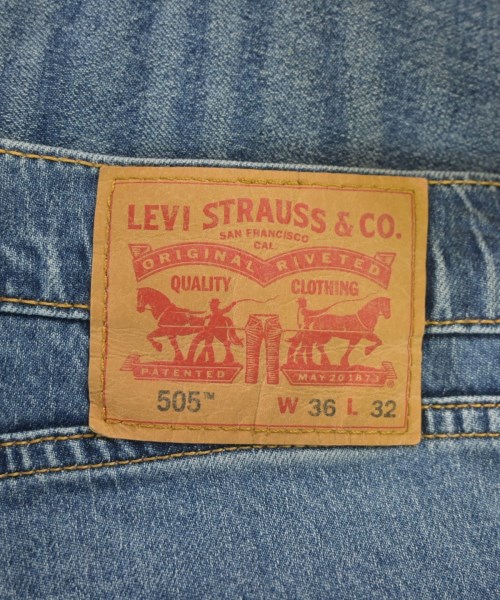 LEVI STRAUSS & CO.
SAN FRANCISCO
CAL.
ORIGINAL RIVETED
QUALITY CLOTHING
PATENTED MAY 20 1873
505™ W 36 L 32